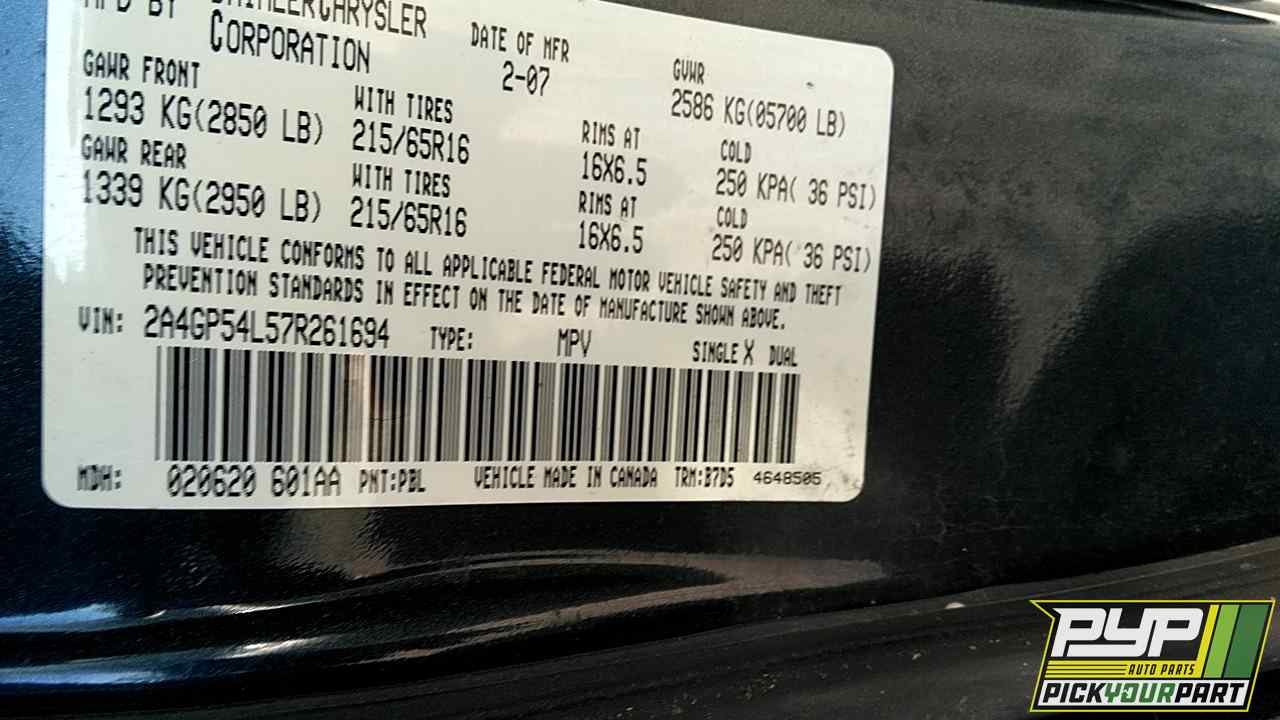 MFD BY DAIMLERCHRYSLER CORPORATION
DATE OF MFR 2-07
GVWR 2586 KG(05700 LB)
GAWR FRONT 1293 KG(2850 LB)
WITH TIRES 215/65R16
RIMS AT 16X6.5
COLD 250 KPA( 36 PSI)
GAWR REAR 1339 KG(2950 LB)
WITH TIRES 215/65R16
RIMS AT 16X6.5
COLD 250 KPA( 36 PSI)
THIS VEHICLE CONFORMS TO ALL APPLICABLE FEDERAL MOTOR VEHICLE SAFETY AND THEFT
PREVENTION STANDARDS IN EFFECT ON THE DATE OF MANUFACTURE SHOWN ABOVE.
VIN: 2A4GP54L57R261694 TYPE: MPV SINGLE X DUAL
MDH: 020620 601AA PNT:PBL VEHICLE MADE IN CANADA TRM:B7D5 4648505
PYP
AUTO PARTS
PICKYOURPART